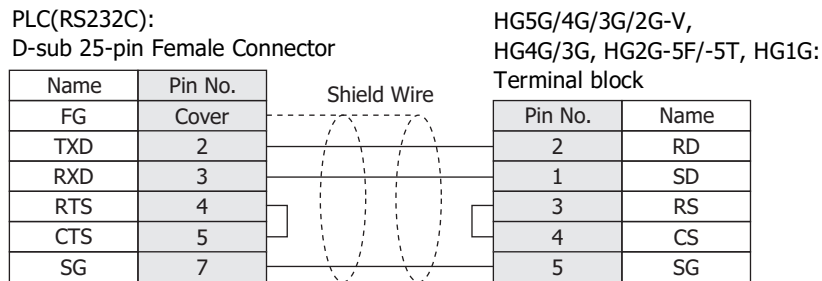 PLC(RS232C):
D-sub 25-pin Female Connector
HG5G/4G/3G/2G-V,
HG4G/3G, HG2G-5F/-5T, HG1G:
Terminal block
Name Pin No.
FG Cover
TXD 2
RXD 3
RTS 4
CTS 5
SG 7
Shield Wire
Pin No. Name
2 RD
1 SD
3 RS
4 CS
5 SG